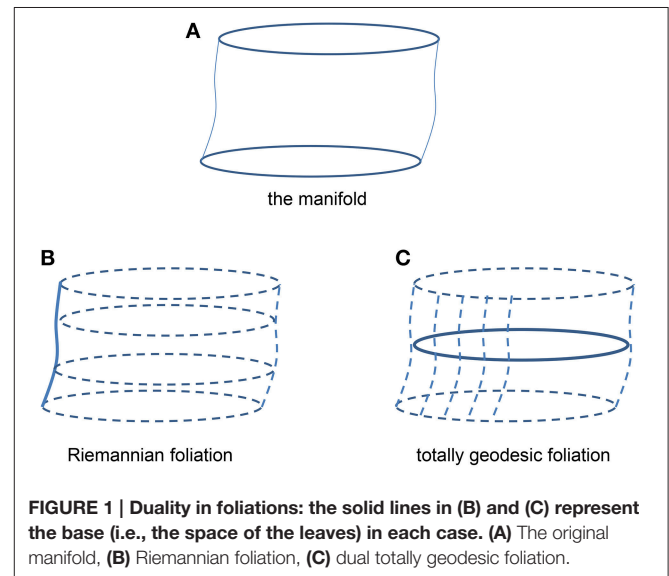 A
the manifold
B
C
Riemannian foliation
totally geodesic foliation
FIGURE 1 | Duality in foliations: the solid lines in (B) and (C) represent
the base (i.e., the space of the leaves) in each case. (A) The original
manifold, (B) Riemannian foliation, (C) dual totally geodesic foliation.